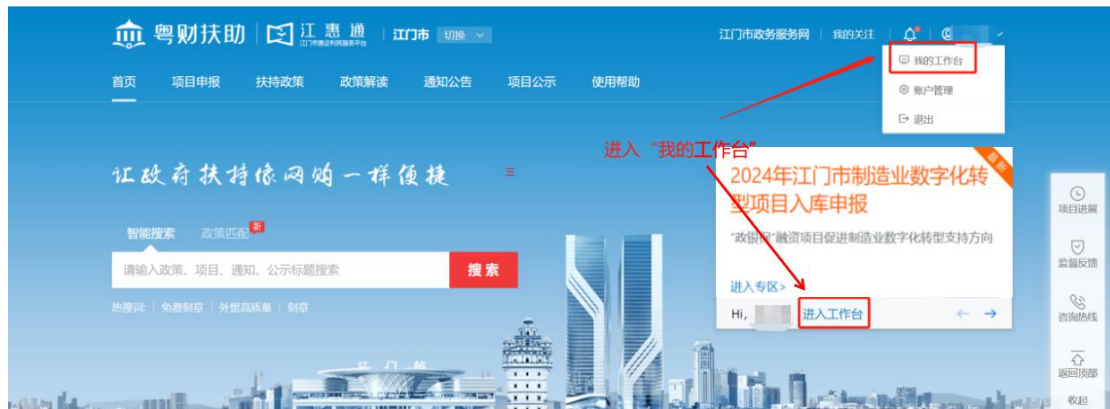 粤财扶助 江惠通 江门市 切换
江门市惠企利民服务平台
江门市政务服务网 我的关注
我的工作台
账户管理
退出
首页 项目申报 扶持政策 政策解读 通知公告 项目公示 使用帮助
进入“我的工作台”
让政府扶持像网购一样便捷
最新
2024年江门市制造业数字化转
型项目入库申报
“政银保”融资项目促进制造业数字化转型支持方向
进入专区>
Hi, 进入工作台
智能搜索 政策匹配 新
请输入政策、项目、通知、公示标题搜索 搜索
热搜词: 免费刻章 外贸高质量 刻章
江门站
项目进展
监督反馈
咨询热线
返回顶部
收起